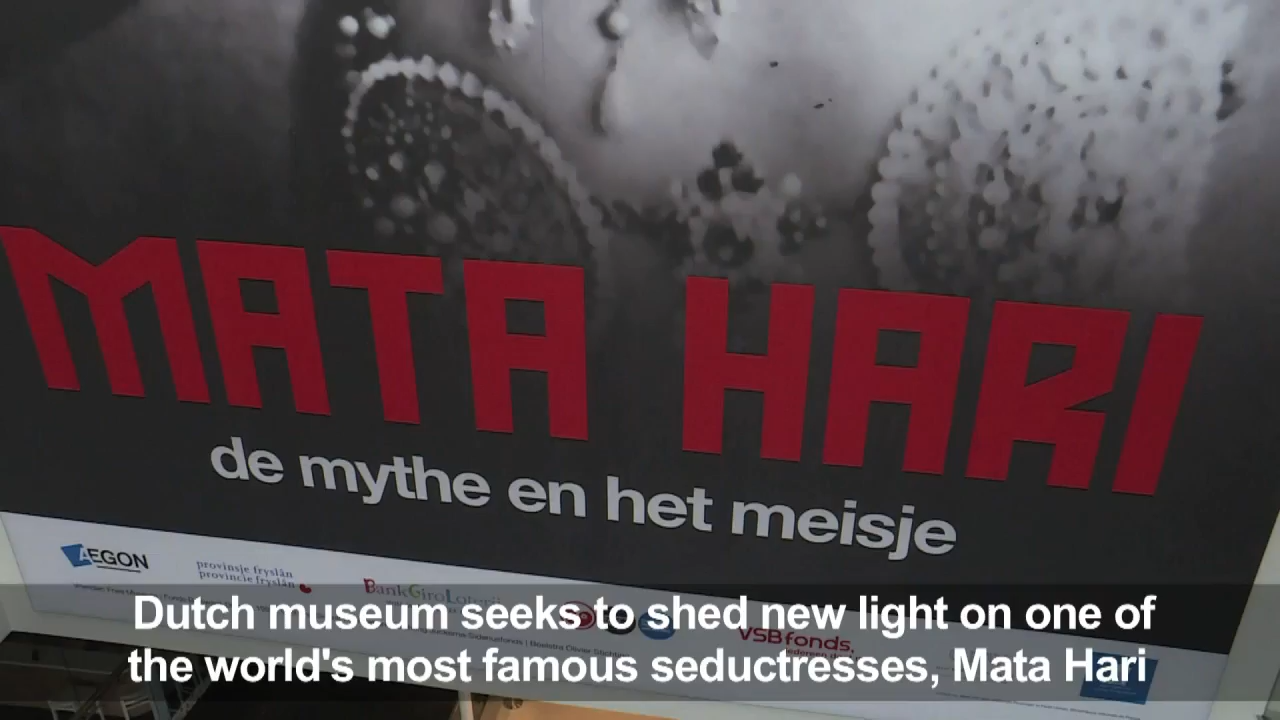 MATA HARI
de mythe en het meisje
AEGON
provinsje fryslân
provincie fryslân
BankGiroLoterij
VSBfonds,
Dutch museum seeks to shed new light on one of
the world's most famous seductresses, Mata Hari